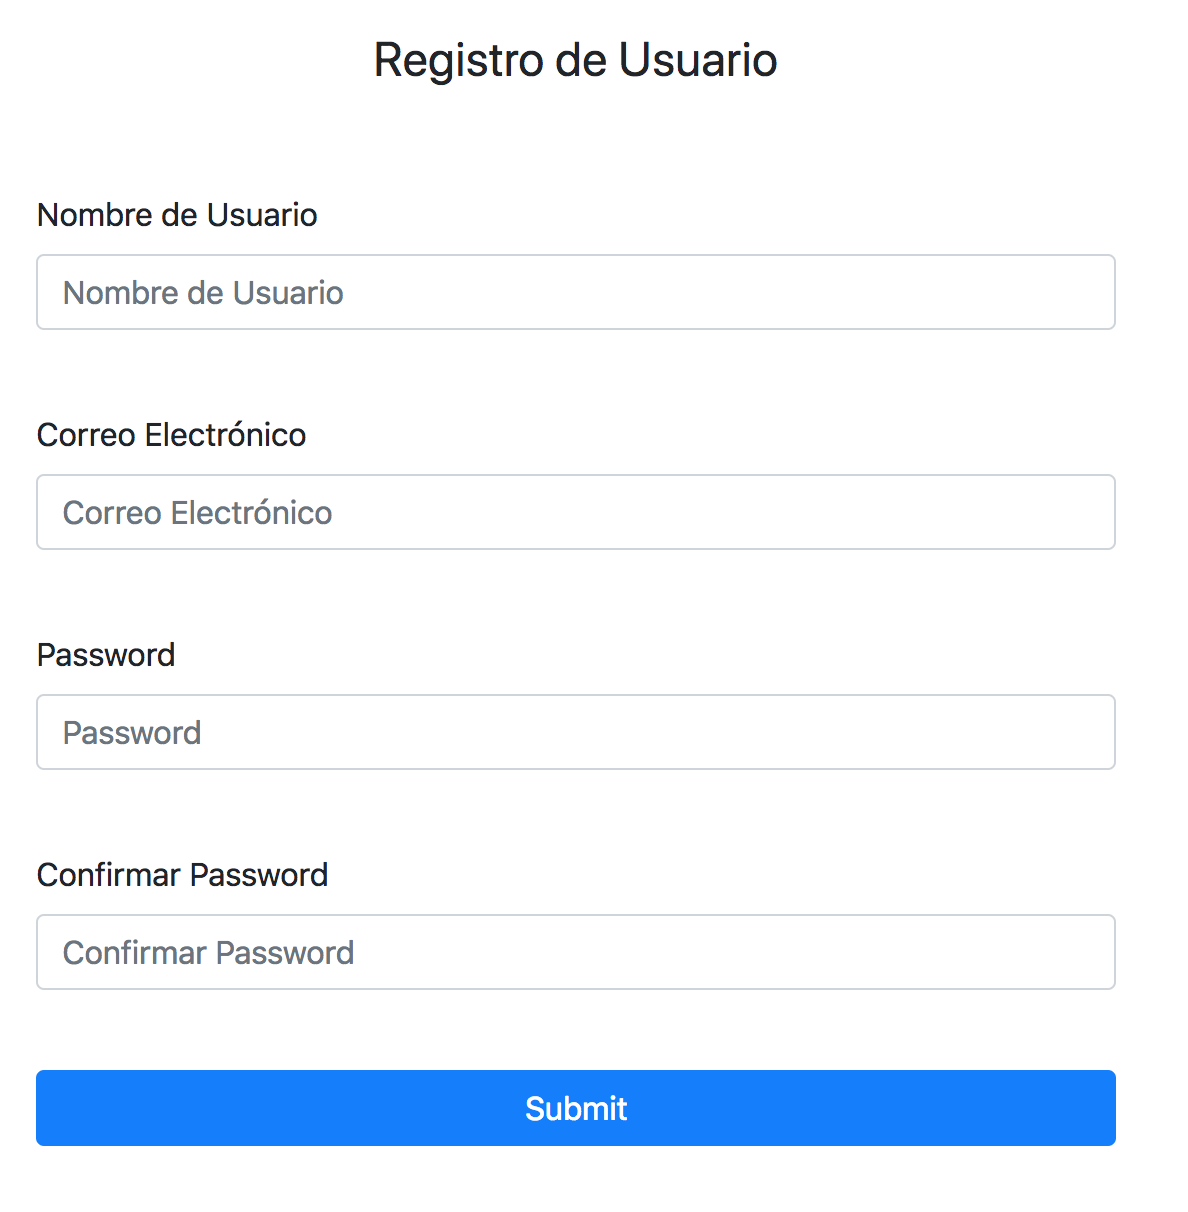 Registro de Usuario
Nombre de Usuario
Nombre de Usuario
Correo Electrónico
Correo Electrónico
Password
Password
Confirmar Password
Confirmar Password
Submit